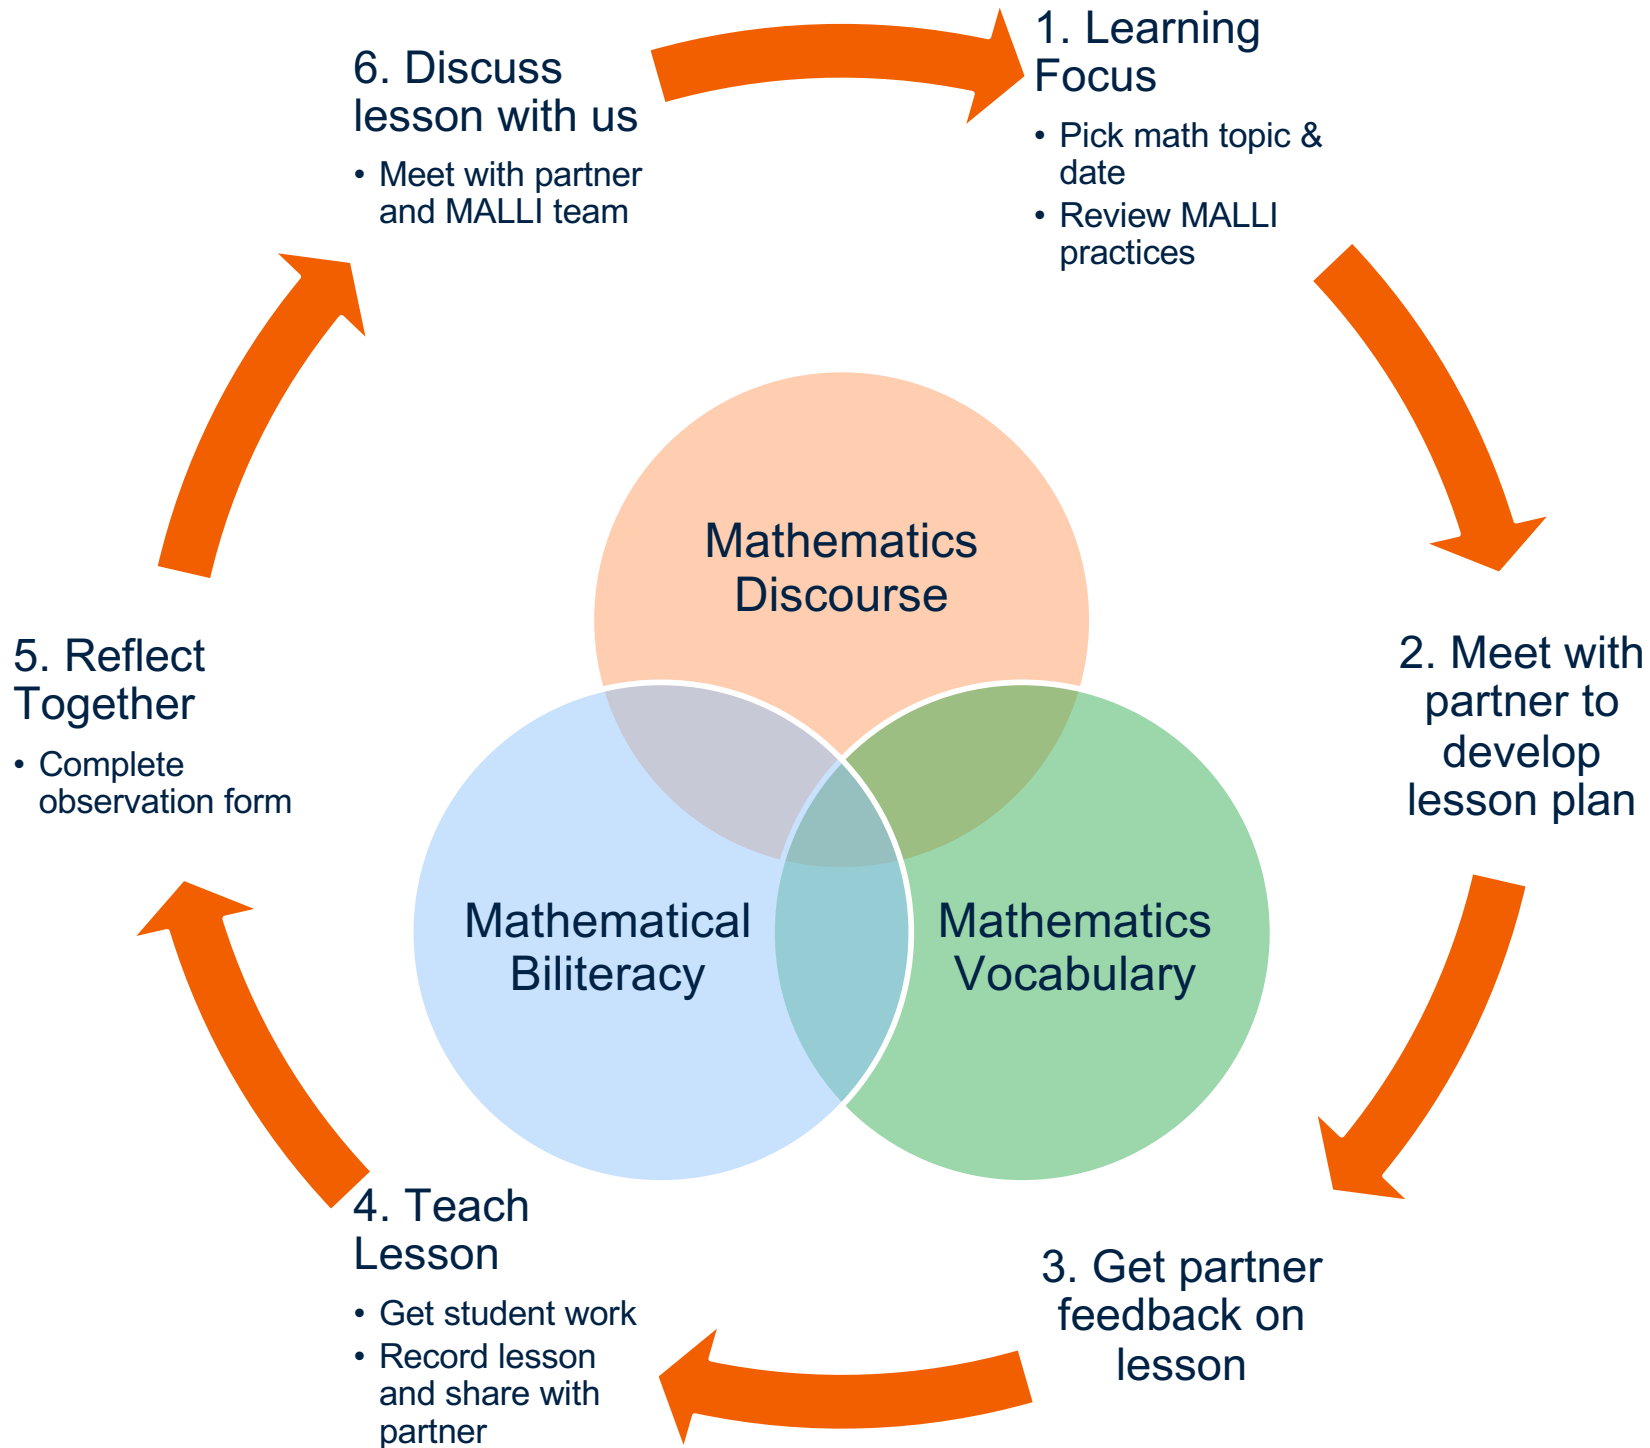 1. Learning
Focus
• Pick math topic &
date
• Review MALLI
practices
2. Meet with
partner to
develop
lesson plan
3. Get partner
feedback on
lesson
4. Teach
Lesson
• Get student work
• Record lesson
and share with
partner
5. Reflect
Together
• Complete
observation form
6. Discuss
lesson with us
• Meet with partner
and MALLI team
Mathematics
Discourse
Mathematical
Biliteracy
Mathematics
Vocabulary